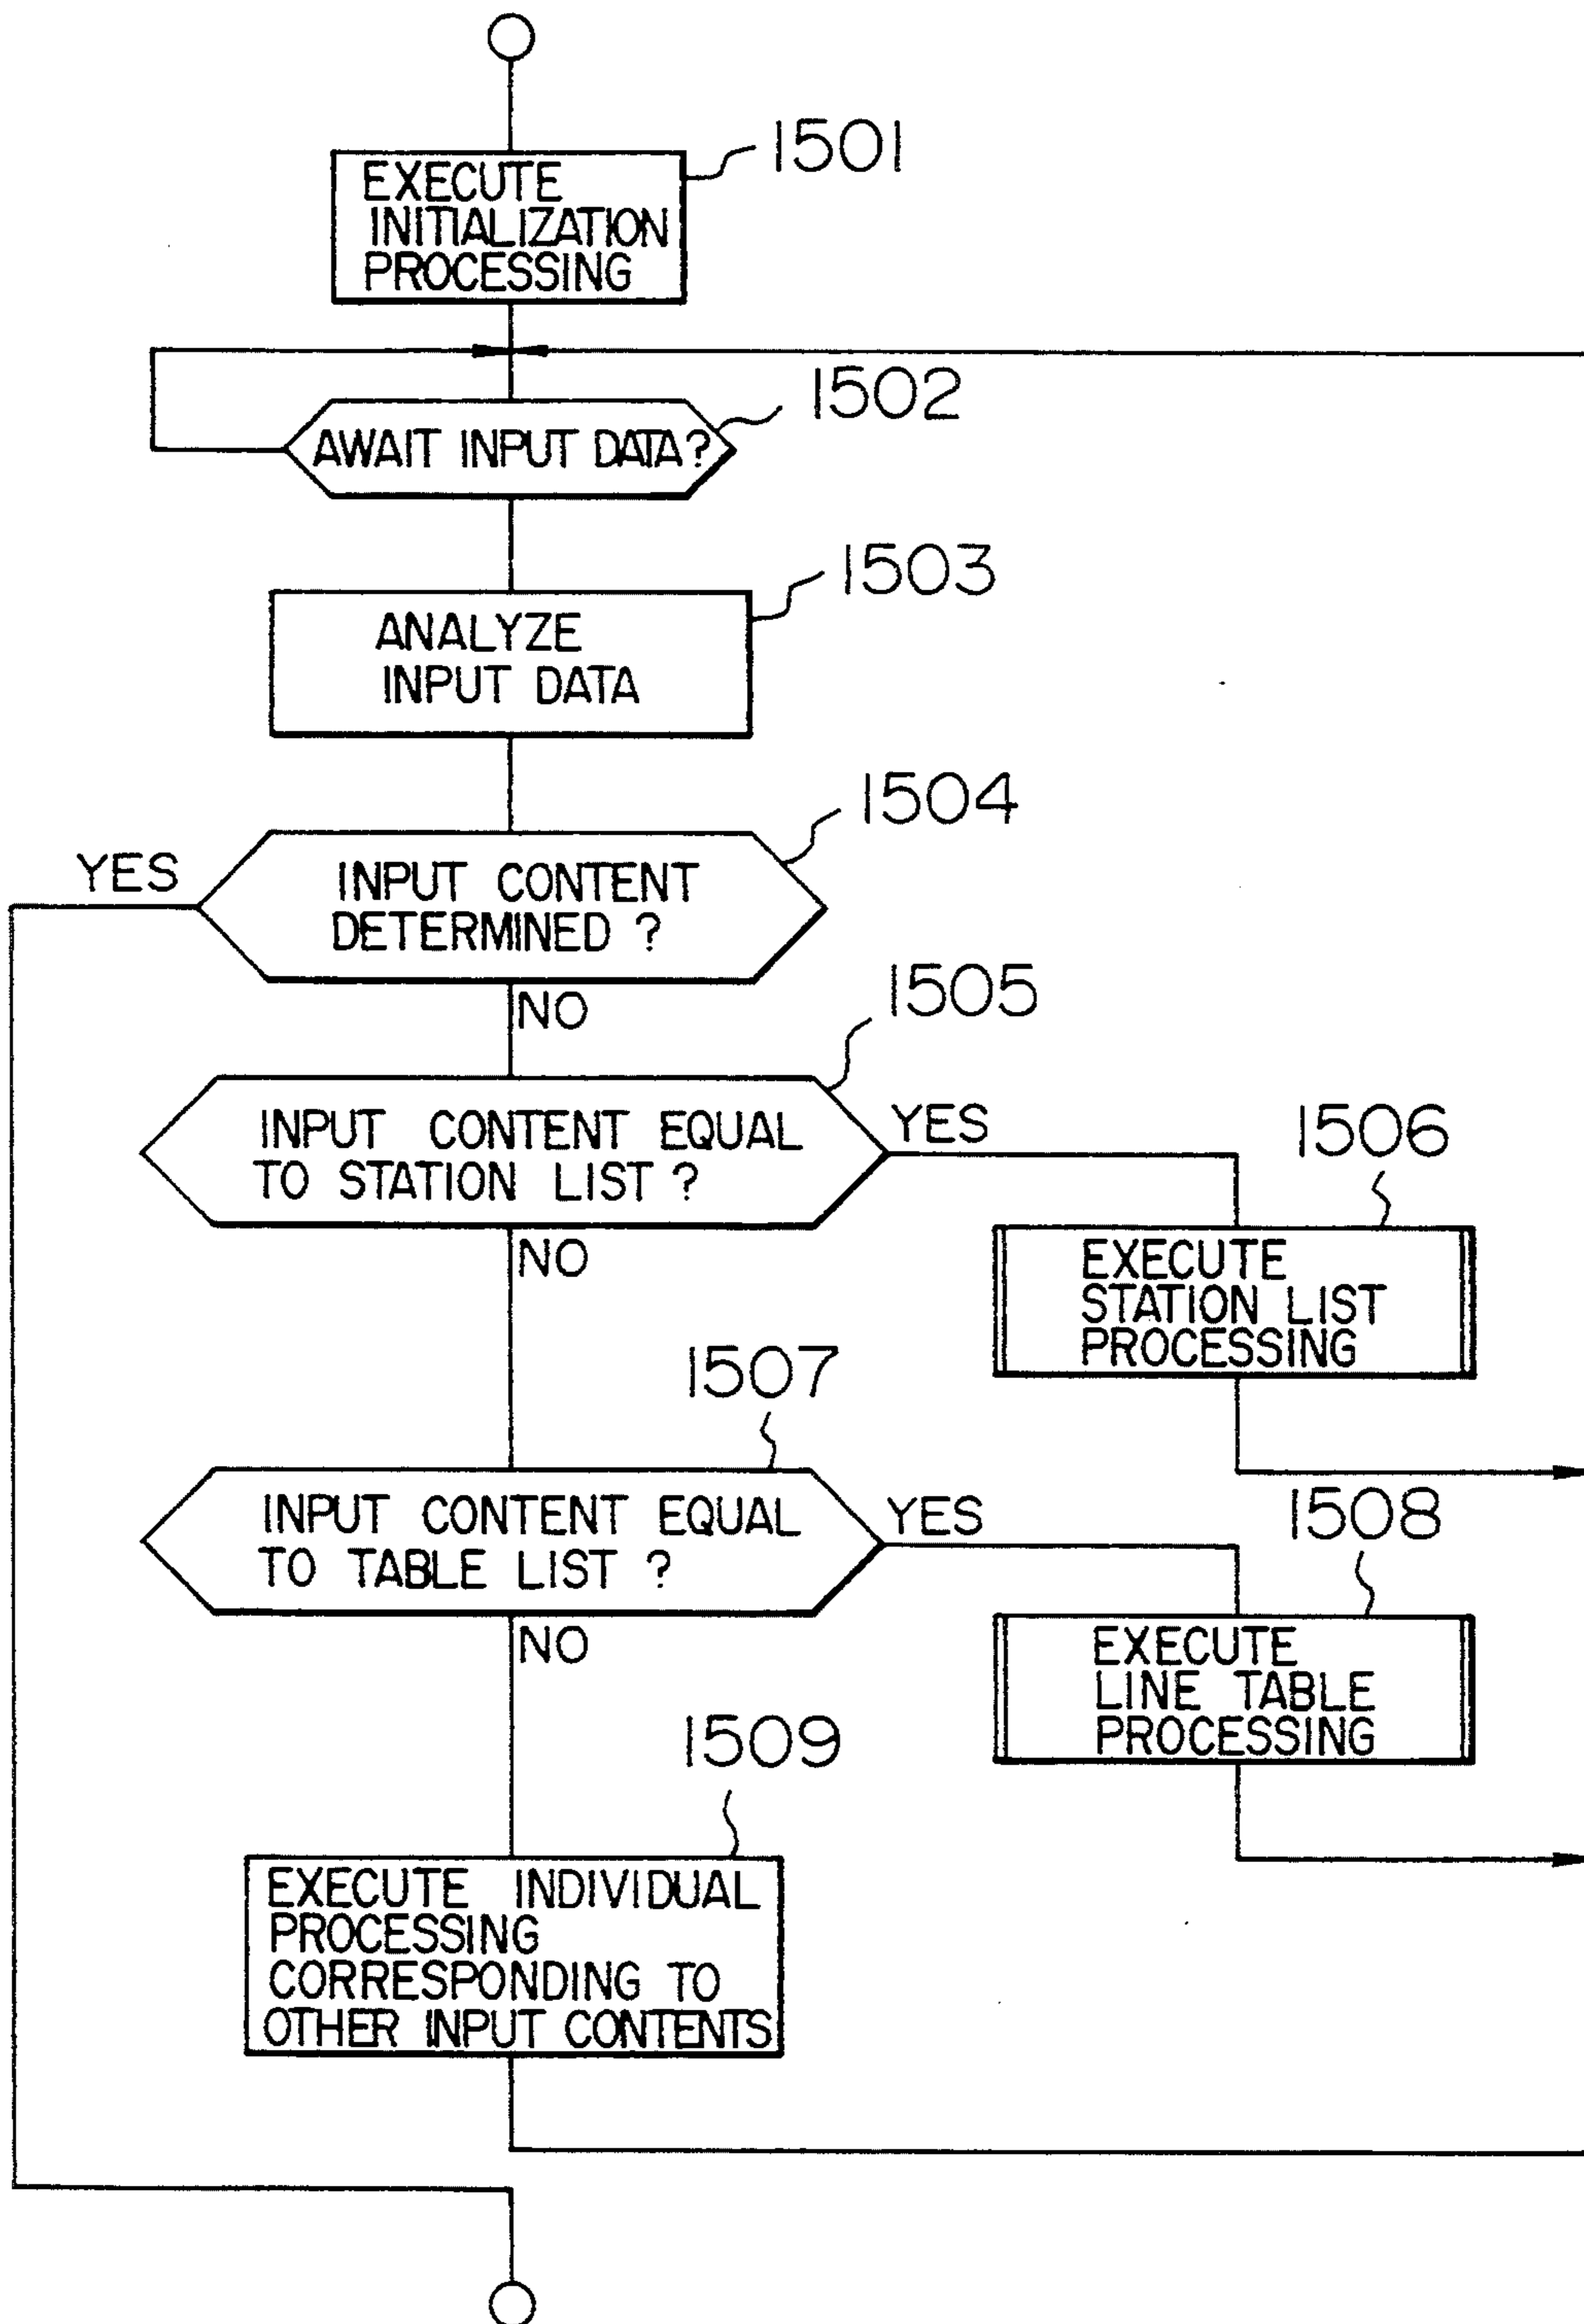 1501
EXECUTE
INITIALIZATION
PROCESSING
1502
AWAIT INPUT DATA?
1503
ANALYZE
INPUT DATA
1504
YES
INPUT CONTENT
DETERMINED ?
NO
1505
INPUT CONTENT EQUAL
TO STATION LIST ?
YES
NO
1506
EXECUTE
STATION LIST
PROCESSING
1507
INPUT CONTENT EQUAL
TO TABLE LIST ?
YES
NO
1508
EXECUTE
LINE TABLE
PROCESSING
1509
EXECUTE INDIVIDUAL
PROCESSING
CORRESPONDING TO
OTHER INPUT CONTENTS